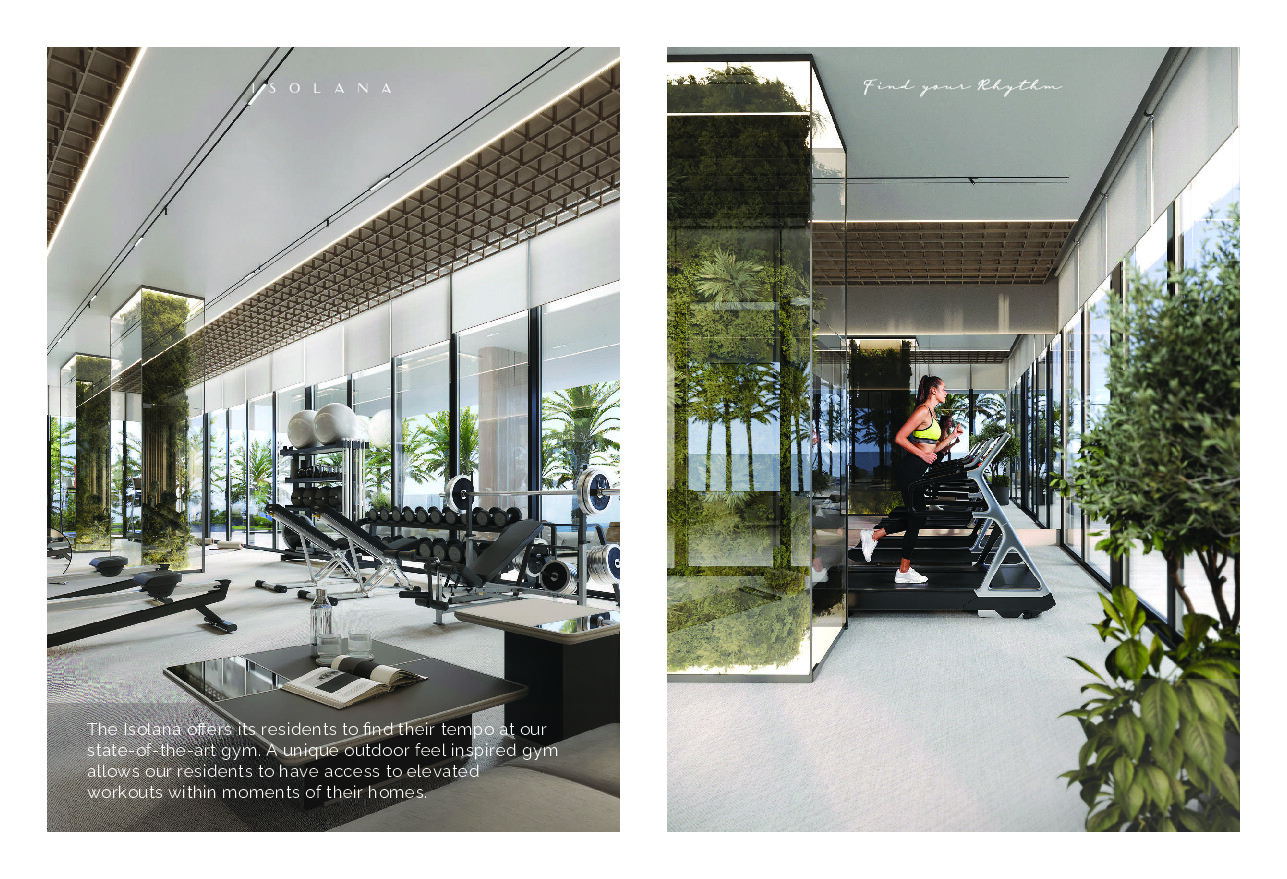 ISOLANA
The Isolana offers its residents to find their tempo at our
state-of-the-art gym. A unique outdoor feel inspired gym
allows our residents to have access to elevated
workouts within moments of their homes.
Find your Rhythm